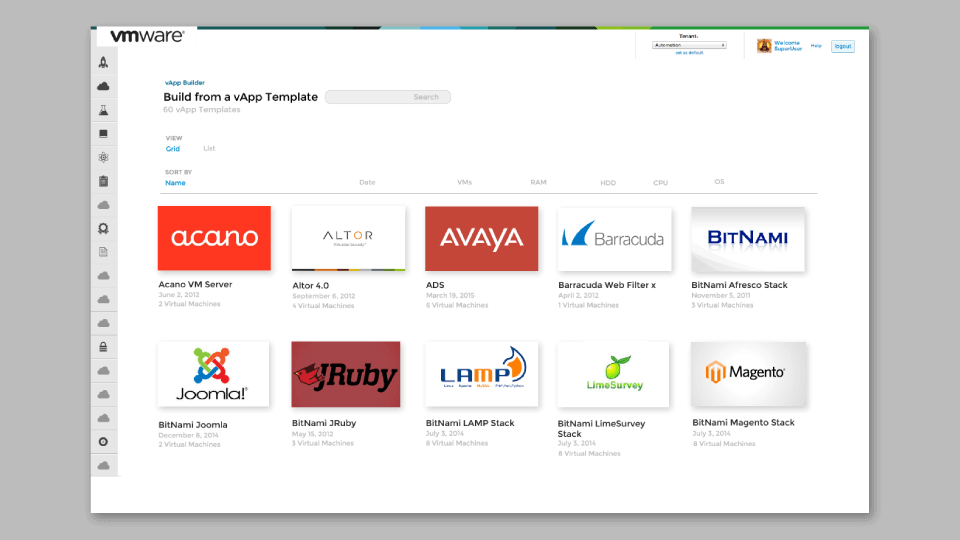 vmware®
Tenant:
Automation
set as default
Welcome
SuperUser
Help
logout
vApp Builder
Build from a vApp Template
Search
60 vApp Templates
VIEW
Grid
List
SORT BY
Name
Date
VMs
RAM
HDD
CPU
OS
acano
ALTOR
AVAYA
Barracuda
BITNAMI
Acano VM Server
June 2, 2012
2 Virtual Machines
Altor 4.0
September 6, 2012
4 Virtual Machines
ADS
March 19, 2015
6 Virtual Machines
Barracuda Web Filter x
April 2, 2012
1 Virtual Machines
BitNami Afresco Stack
November 5, 2011
3 Virtual Machines
Joomla!®
JRuby
LAMP
Linux Apache MySQL PHP/Perl/Python
LimeSurvey
Magento®
BitNami Joomla
December 8, 2014
2 Virtual Machines
BitNami JRuby
May 15, 2012
3 Virtual Machines
BitNami LAMP Stack
July 3, 2014
8 Virtual Machines
BitNami LimeSurvey
Stack
July 3, 2014
8 Virtual Machines
BitNami Magento Stack
July 3, 2014
8 Virtual Machines